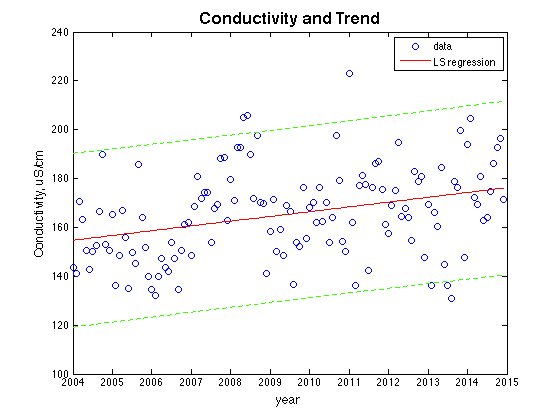 Conductivity and Trend
240
220
200
180
160
140
120
100
Conductivity, uS/cm
data
LS regression
2004 2005 2006 2007 2008 2009 2010 2011 2012 2013 2014 2015
year